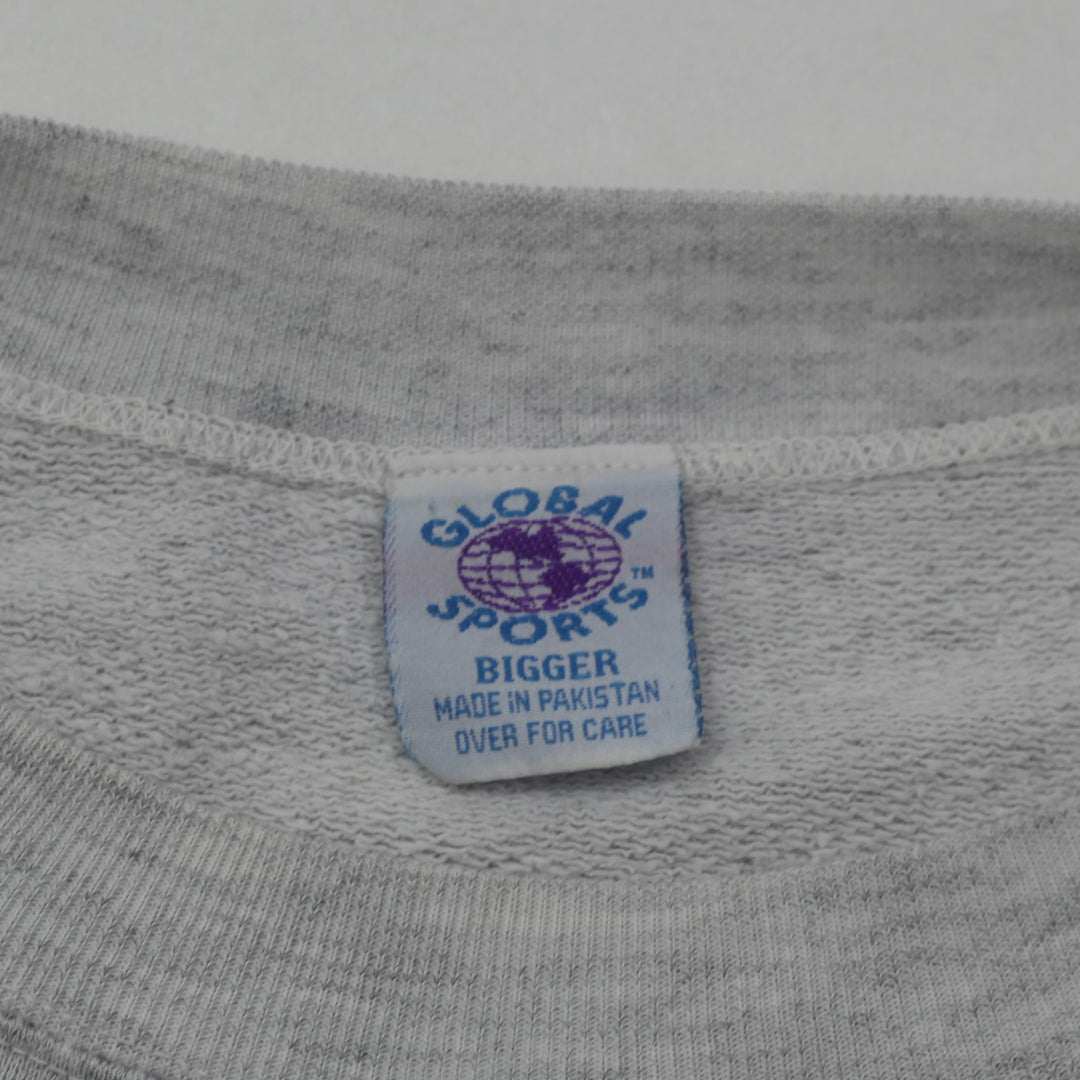 GLOBAL
SPORTS™
BIGGER
MADE IN PAKISTAN
OVER FOR CARE